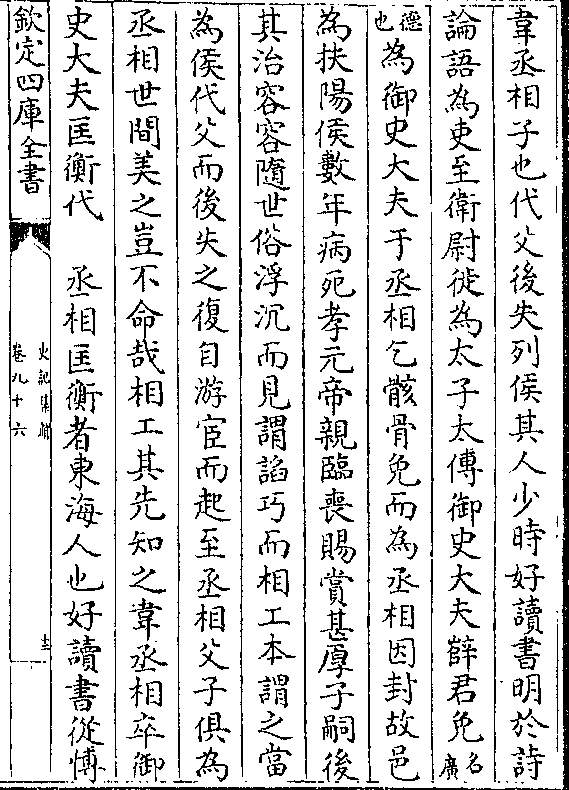 韋丞相子也代父後失列侯其人少時好讀書明於詩
論語為吏至衛尉徙為太子太傅御史大夫薛君免名廣
德也為御史大夫于丞相乞骸骨免而為丞相因封故邑
為扶陽侯數年病死孝元帝親臨喪賜賞甚厚子嗣後
其治容容隨世俗浮沉而見謂諂巧而相工本謂之當
為侯代父而後失之復自游宦而起至丞相父子俱為
丞相世間美之豈不命哉相工其先知之韋丞相卒御
史大夫匡衡代　丞相匡衡者東海人也好讀書從博
欽定四庫全書
史記集解
卷九十六